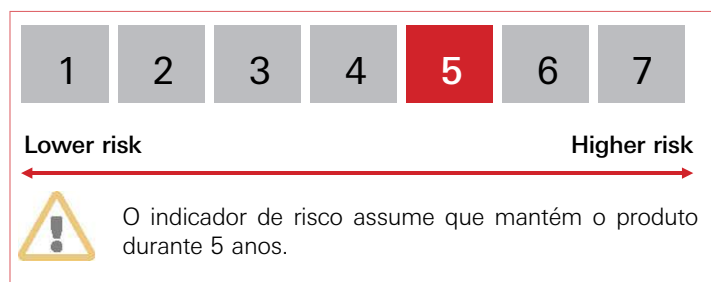 1 2 3 4 5 6 7
Lower risk Higher risk
O indicador de risco assume que mantém o produto
durante 5 anos.